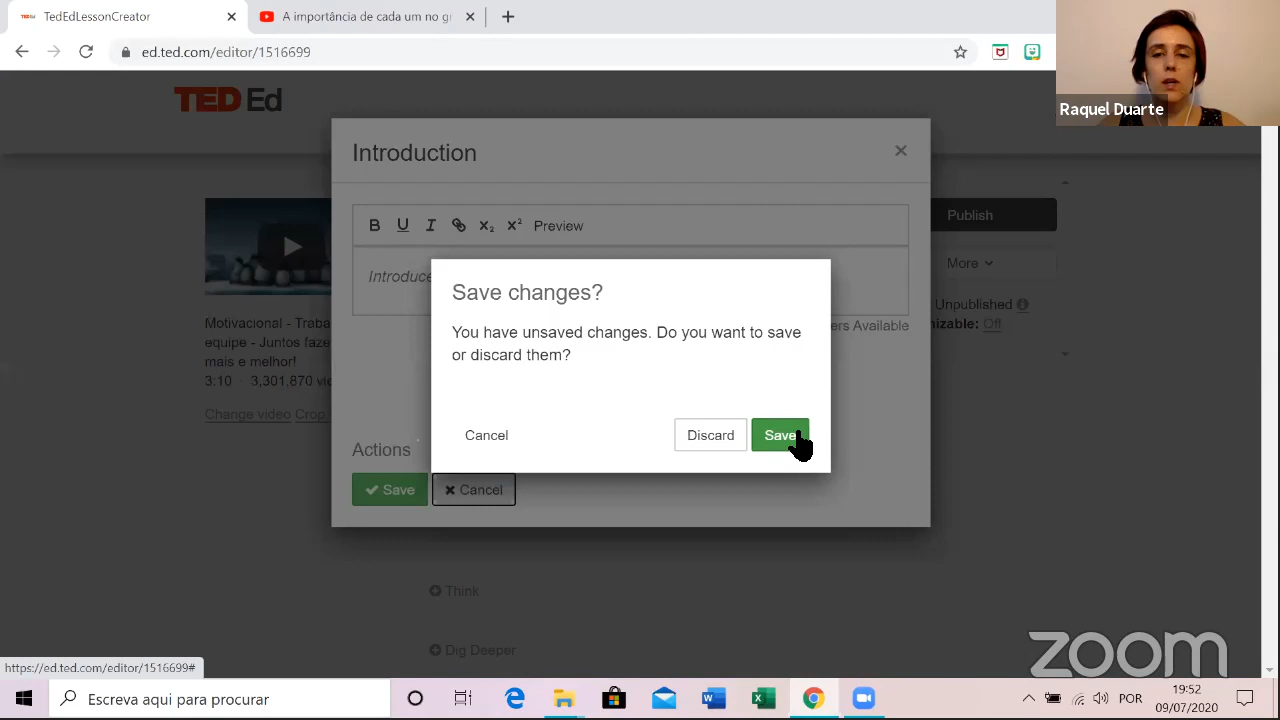 TedEdLessonCreator
A importância de cada um no gr
ed.ted.com/editor/1516699
Raquel Duarte
TED Ed
Introduction
B U I X₂ X² Preview
Introduce
ers Available
Save changes?
You have unsaved changes. Do you want to save
or discard them?
Cancel
Discard
Save
Publish
More
Unpublished
nizable: Off
Motivacional - Traba
equipe - Juntos faze
mais e melhor!
3:10 · 3,301,870 vi
Change video Crop
Actions
Save
Cancel
Think
Dig Deeper
zoom
https://ed.ted.com/editor/1516699#
Escreva aqui para procurar
POR
19:52
09/07/2020